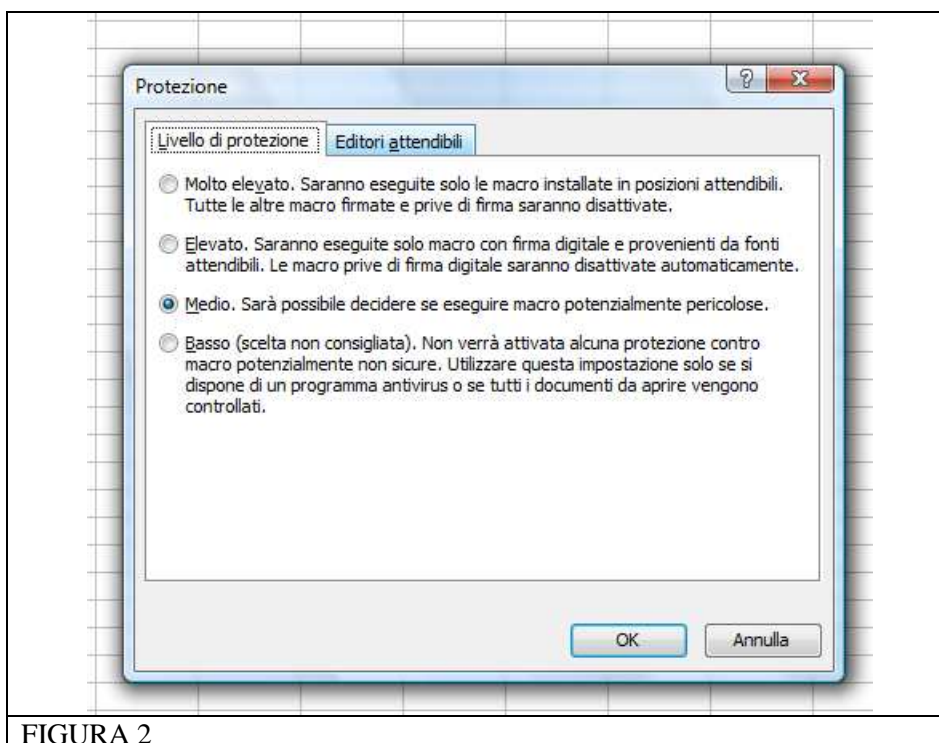 Protezione
Livello di protezione
Editori attendibili
Molto elevato. Saranno eseguite solo le macro installate in posizioni attendibili.
Tutte le altre macro firmate e prive di firma saranno disattivate.
Elevato. Saranno eseguite solo macro con firma digitale e provenienti da fonti
attendibili. Le macro prive di firma digitale saranno disattivate automaticamente.
Medio. Sarà possibile decidere se eseguire macro potenzialmente pericolose.
Basso (scelta non consigliata). Non verrà attivata alcuna protezione contro
macro potenzialmente non sicure. Utilizzare questa impostazione solo se si
dispone di un programma antivirus o se tutti i documenti da aprire vengono
controllati.
OK
Annulla
FIGURA 2